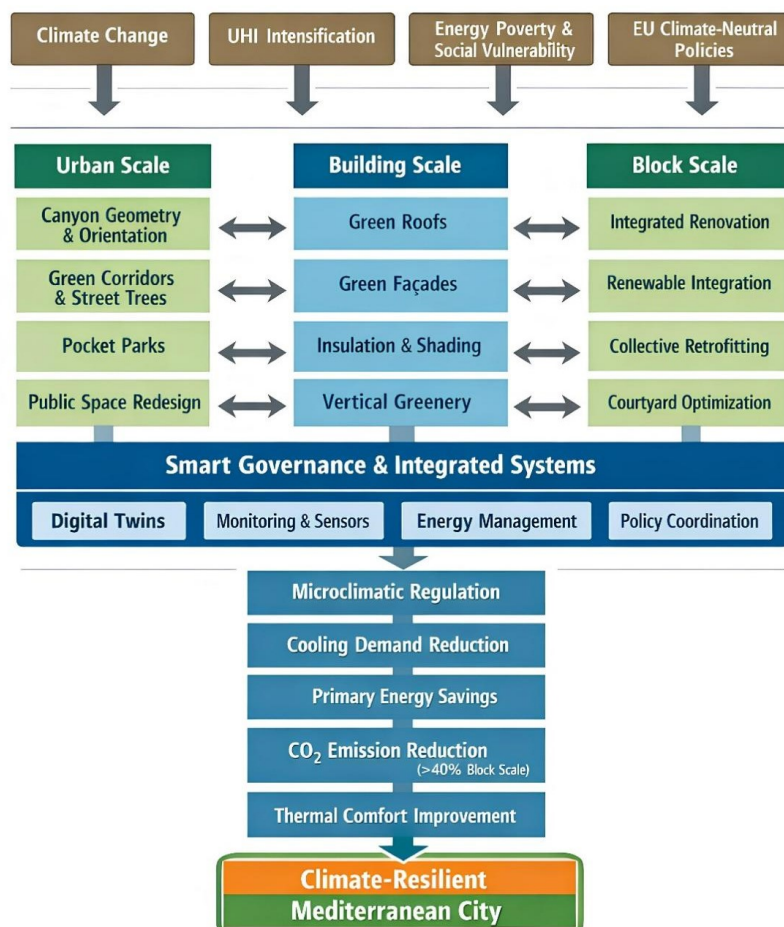 Climate Change
UHI Intensification
Energy Poverty &
Social Vulnerability
EU Climate-Neutral
Policies
Urban Scale
Building Scale
Block Scale
Canyon Geometry
& Orientation
Green Roofs
Integrated Renovation
Green Corridors
& Street Trees
Green Façades
Renewable Integration
Pocket Parks
Insulation & Shading
Collective Retrofitting
Public Space Redesign
Vertical Greenery
Courtyard Optimization
Smart Governance & Integrated Systems
Digital Twins
Monitoring & Sensors
Energy Management
Policy Coordination
Microclimatic Regulation
Cooling Demand Reduction
Primary Energy Savings
CO₂ Emission Reduction
(>40% Block Scale)
Thermal Comfort Improvement
Climate-Resilient
Mediterranean City